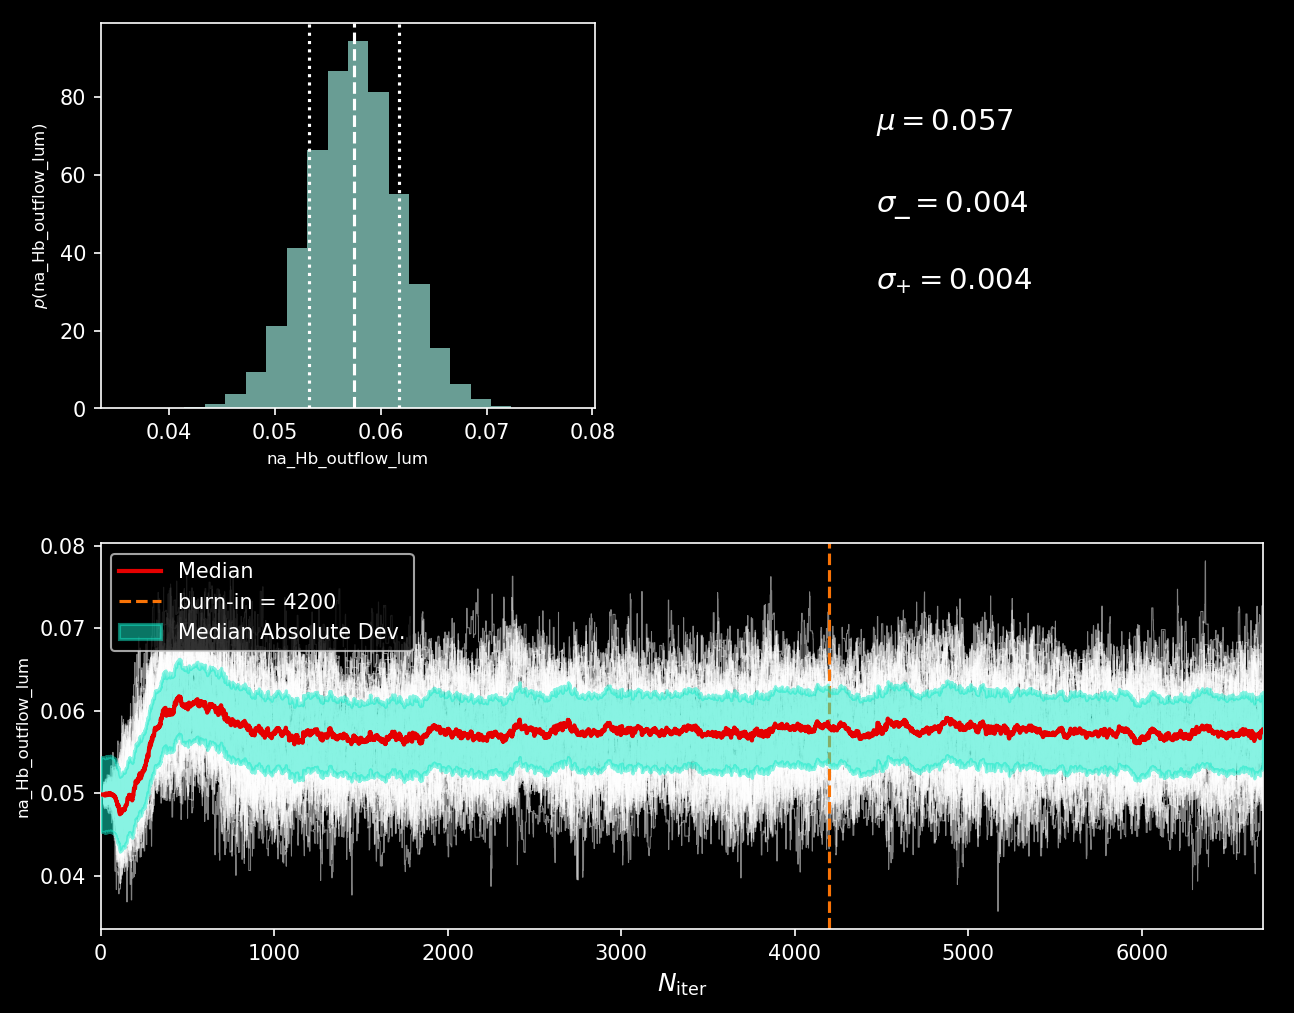 80
60
40
20
0
p(na_Hb_outflow_lum)
0.04 0.05 0.06 0.07 0.08
na_Hb_outflow_lum
μ = 0.057
σ₋ = 0.004
σ₊ = 0.004
0.08
0.07
0.06
0.05
0.04
na_Hb_outflow_lum
Median
burn-in = 4200
Median Absolute Dev.
0 1000 2000 3000 4000 5000 6000
N_iter